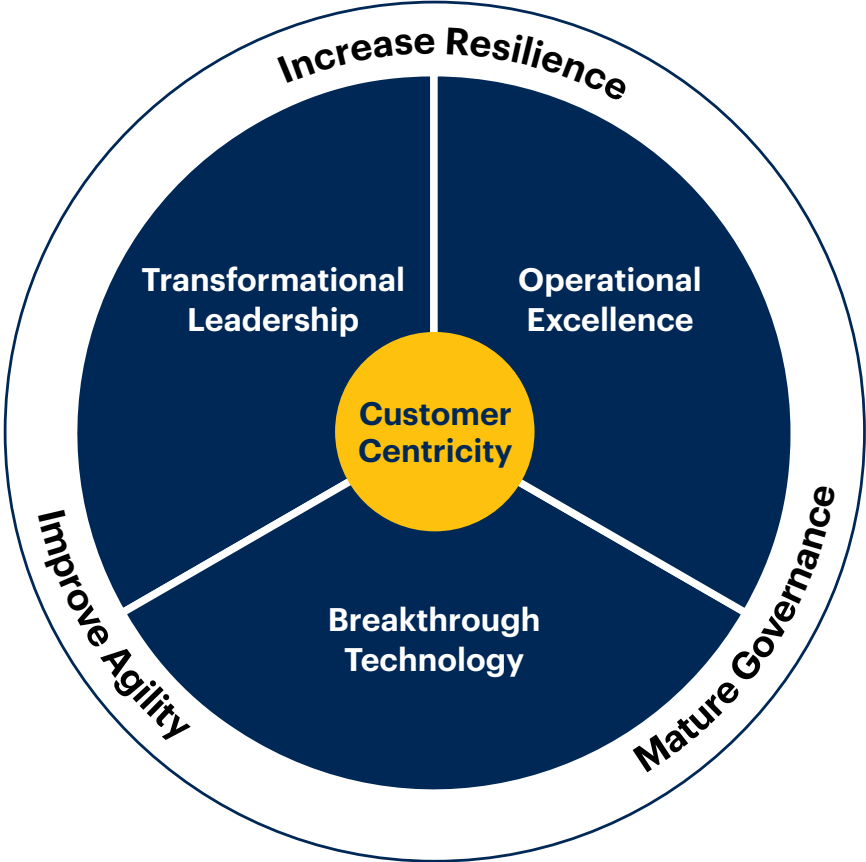 Increase Resilience
Transformational
Leadership
Operational
Excellence
Customer
Centricity
Breakthrough
Technology
Improve Agility
Mature Governance